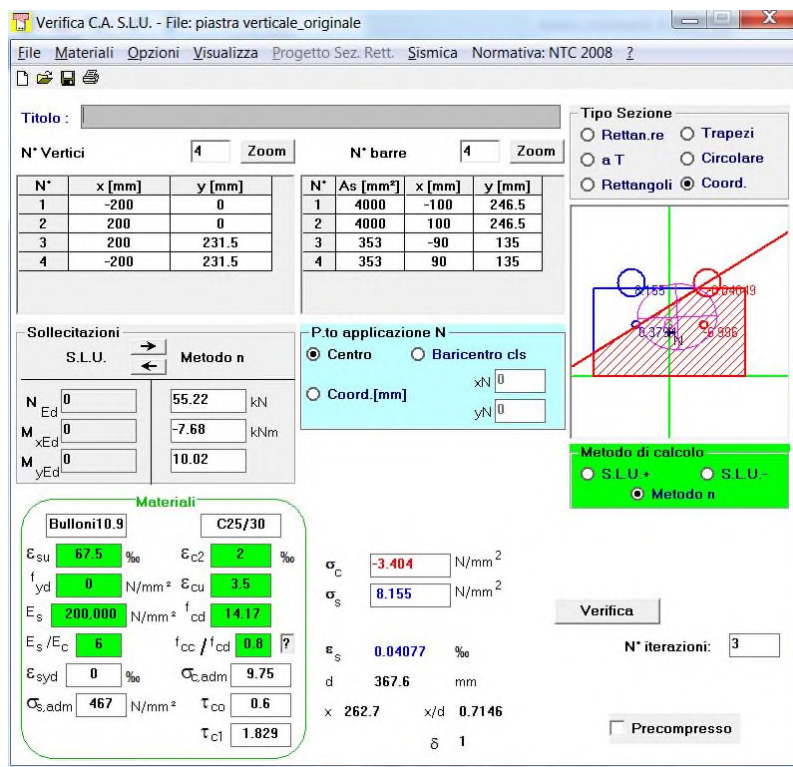 Verifica C.A. S.L.U. - File: piastra verticale_originale
File Materiali Opzioni Visualizza Progetto Sez. Rett. Sismica Normativa: NTC 2008 ?
Titolo :
N° Vertici 4 Zoom N° barre 4 Zoom
N° x [mm] y [mm]
1 -200 0
2 200 0
3 200 231.5
4 -200 231.5
N° As [mm²] x [mm] y [mm]
1 4000 -100 246.5
2 4000 100 246.5
3 353 -90 135
4 353 90 135
Tipo Sezione
Rettan.re Trapezi
a T Circolare
Rettangoli Coord.
8.155 -0.04049
-6.996
N
Sollecitazioni
S.L.U. Metodo n
N Ed 0 55.22 kN
M xEd 0 -7.68 kNm
M yEd 0 10.02
P.to applicazione N
Centro Baricentro cls
Coord.[mm] xN 0
yN 0
Metodo di calcolo
S.L.U.+ S.L.U.-
Metodo n
Materiali
Bulloni10.9 C25/30
εsu 67.5 ‰ εc2 2 ‰
fyd 0 N/mm² εcu 3.5
Es 200,000 N/mm² fcd 14.17
Es/Ec 6 fcc / fcd 0.8 ?
εsyd 0 ‰ σc,adm 9.75
σs,adm 467 N/mm² τco 0.6
τc1 1.829
σc -3.404 N/mm²
σs 8.155 N/mm²
εs 0.04077 ‰
d 367.6 mm
x 262.7 x/d 0.7146
δ 1
Verifica
N° iterazioni: 3
Precompresso